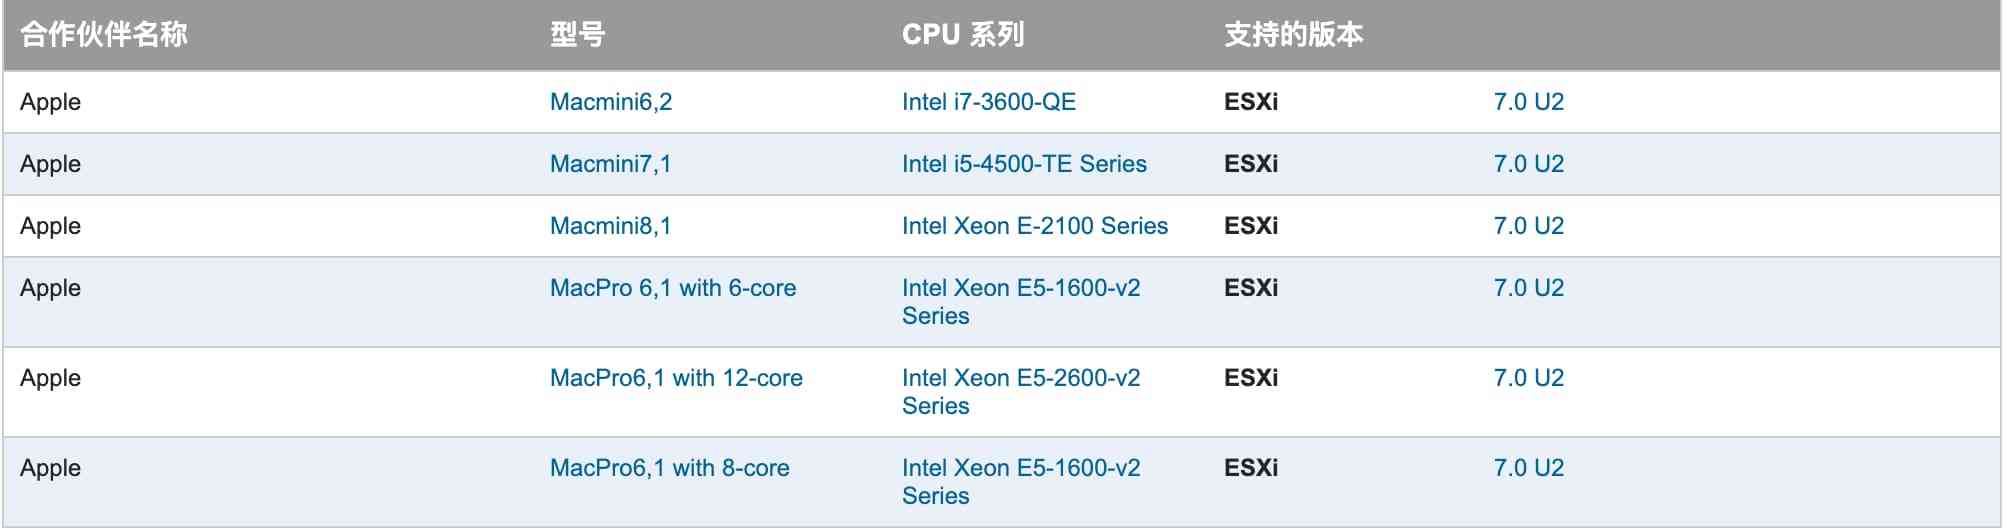 合作伙伴名称 型号 CPU 系列 支持的版本
Apple Macmini6,2 Intel i7-3600-QE ESXi 7.0 U2
Apple Macmini7,1 Intel i5-4500-TE Series ESXi 7.0 U2
Apple Macmini8,1 Intel Xeon E-2100 Series ESXi 7.0 U2
Apple MacPro 6,1 with 6-core Intel Xeon E5-1600-v2 ESXi 7.0 U2
Series
Apple MacPro6,1 with 12-core Intel Xeon E5-2600-v2 ESXi 7.0 U2
Series
Apple MacPro6,1 with 8-core Intel Xeon E5-1600-v2 ESXi 7.0 U2
Series